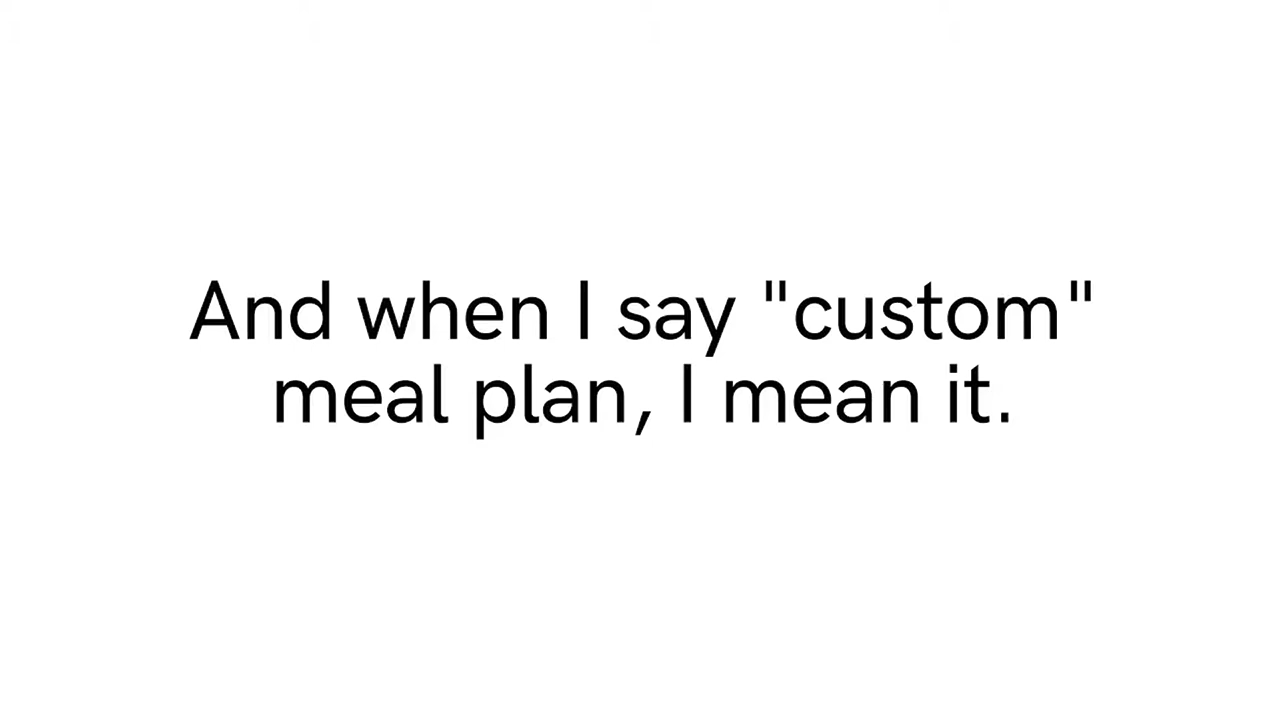 And when I say "custom"
meal plan, I mean it.